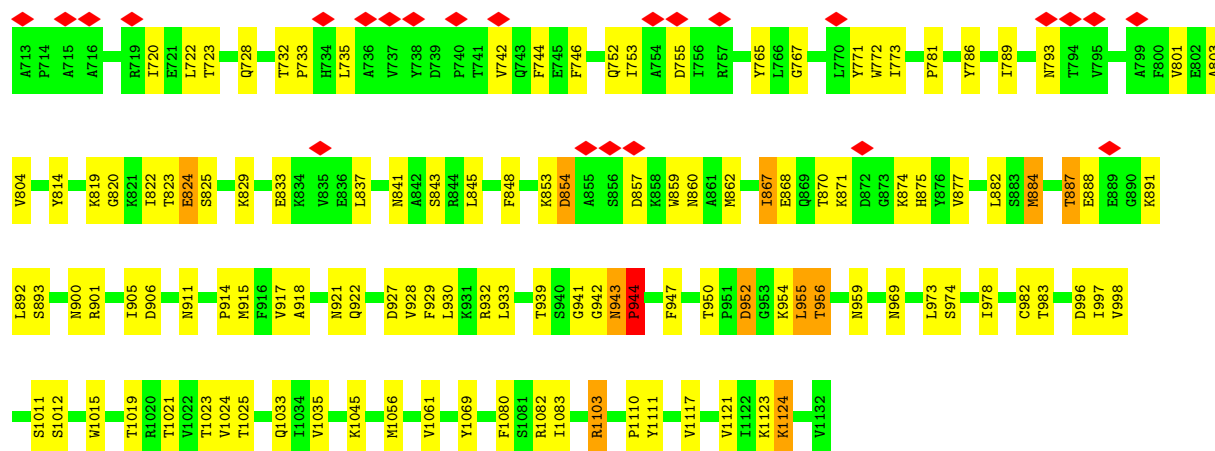 A713 P714 A715 A716 R719 I720 E721 L722 T723 Q728 T732 P733 H734 L735 A736 V737 Y738 D739 P740 T741 V742 Q743 F744 E745 F746 Q752 I753 A754 D755 I756 R757 Y765 L766 G767 L770 Y771 W772 I773 P781 Y786 I789 N793 T794 V795 A799 F800 V801 E802 A803
V804 Y814 K819 G820 K821 I822 T823 E824 S825 K829 E833 K834 V835 E836 L837 N841 A842 S843 R844 L845 F848 K853 D854 A855 S856 D857 K858 W859 N860 A861 M862 I867 E868 Q869 T870 K871 D872 G873 K874 H875 Y876 V877 L882 S883 M884 T887 E888 E889 G890 K891
L892 S893 N900 R901 I905 D906 N911 P914 M915 F916 V917 A918 N921 Q922 D927 V928 F929 L930 K931 R932 L933 T939 S940 G941 G942 N943 P944 F947 T950 P951 D952 G953 K954 L955 T956 N959 N969 L973 S974 I978 C982 T983 D996 I997 V998
S1011 S1012 W1015 T1019 R1020 T1021 V1022 T1023 V1024 T1025 Q1033 I1034 V1035 K1045 M1056 V1061 Y1069 F1080 S1081 R1082 I1083 R1103 P1110 Y1111 V1117 V1121 I1122 K1123 K1124 V1132